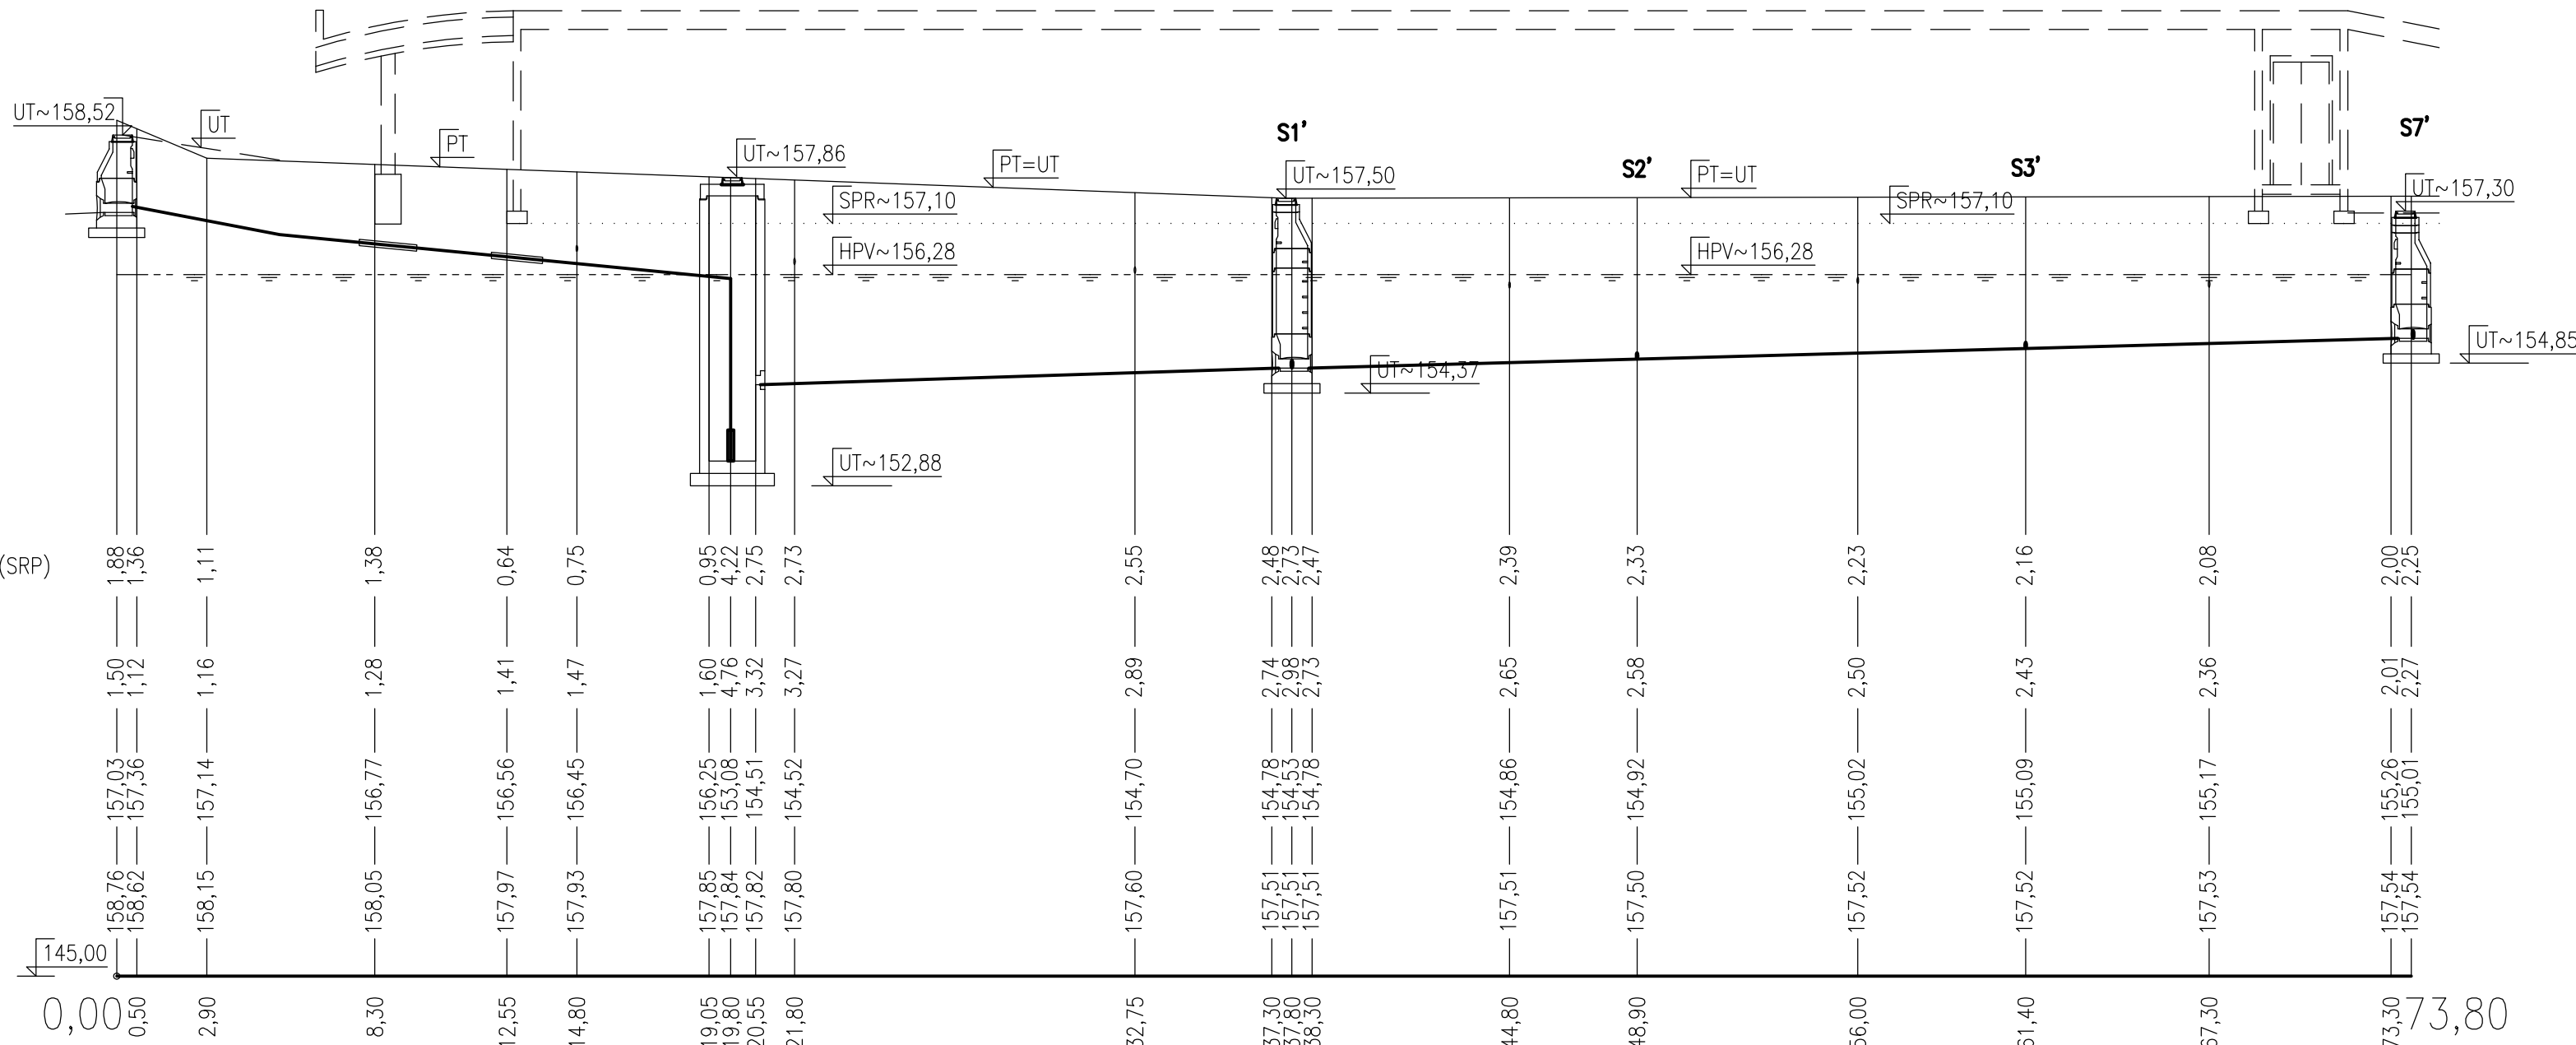 S1'
S7'
UT~158,52
UT
PT
UT~157,86
PT=UT
UT~157,50
S2'
PT=UT
S3'
UT~157,30
SPR~157,10
SPR~157,10
HPV~156,28
HPV~156,28
UT~154,37
UT~154,85
UT~152,88
(SRP)
1,88 1,36 1,11 1,38 0,64 0,75 0,95 4,22 2,75 2,73 2,55 2,48 2,73 2,47 2,39 2,33 2,23 2,16 2,08 2,00 2,25
1,50 1,12 1,16 1,28 1,41 1,47 1,60 4,76 3,32 3,27 2,89 2,74 2,98 2,73 2,65 2,58 2,50 2,43 2,36 2,01 2,27
157,03 157,36 157,14 156,77 156,56 156,45 156,25 153,08 154,51 154,52 154,70 154,78 154,53 154,78 154,86 154,92 155,02 155,09 155,17 155,26 155,01
158,76 158,62 158,15 158,05 157,97 157,93 157,85 157,84 157,82 157,80 157,60 157,51 157,51 157,51 157,51 157,50 157,52 157,52 157,53 157,54 157,54
145,00
0,00 0,50 2,90 8,30 12,55 14,80 19,05 19,80 20,55 21,80 32,75 37,30 37,80 38,30 44,80 48,90 56,00 61,40 67,30 73,30 73,80